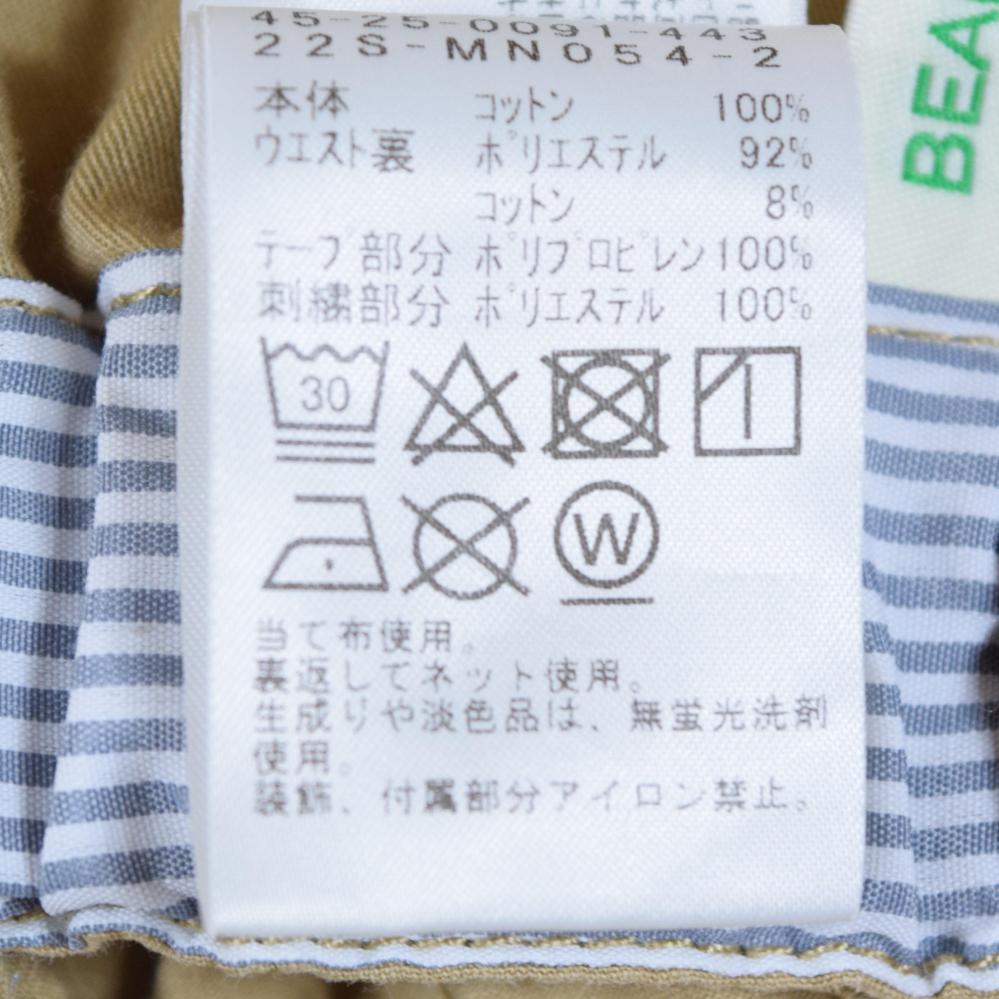 45-25-0091-443
22S-MN054-2
本体 コットン 100%
ウエスト裏 ポリエステル 92%
コットン 8%
テープ部分 ポリプロピレン100%
刺繍部分 ポリエステル 100%
30
W
当て布使用。
裏返してネット使用。
生成りや淡色品は、無蛍光洗剤
使用。
装飾、付属部分アイロン禁止。
BEA